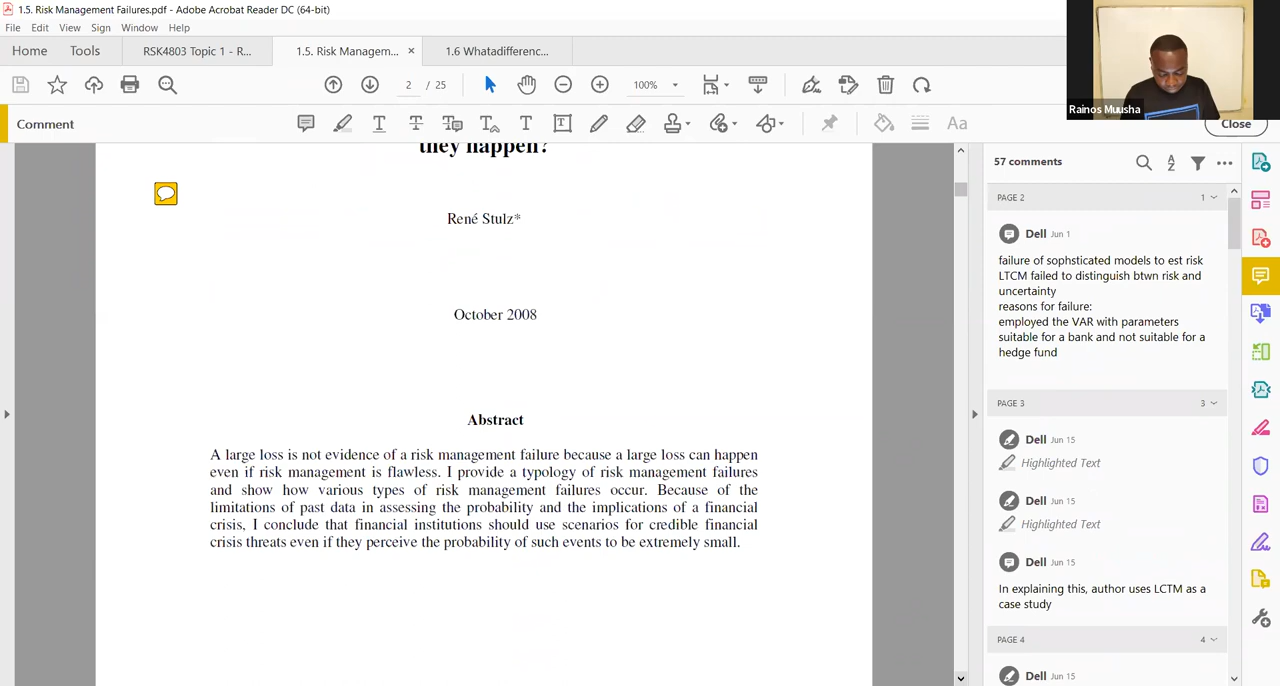 1.5. Risk Management Failures.pdf - Adobe Acrobat Reader DC (64-bit)
File Edit View Sign Window Help
Home Tools RSK4803 Topic 1 - R... 1.5. Risk Managem... × 1.6 Whatadifferenc...
2 / 25 100%
Rainos Muusha
Comment
Close
they happen?
René Stulz*
October 2008
Abstract
A large loss is not evidence of a risk management failure because a large loss can happen
even if risk management is flawless. I provide a typology of risk management failures
and show how various types of risk management failures occur. Because of the
limitations of past data in assessing the probability and the implications of a financial
crisis, I conclude that financial institutions should use scenarios for credible financial
crisis threats even if they perceive the probability of such events to be extremely small.
57 comments
PAGE 2 1
Dell Jun 1
failure of sophsticated models to est risk
LTCM failed to distinguish btwn risk and
uncertainty
reasons for failure:
employed the VAR with parameters
suitable for a bank and not suitable for a
hedge fund
PAGE 3 3
Dell Jun 15
Highlighted Text
Dell Jun 15
Highlighted Text
Dell Jun 15
In explaining this, author uses LCTM as a
case study
PAGE 4 4
Dell Jun 15